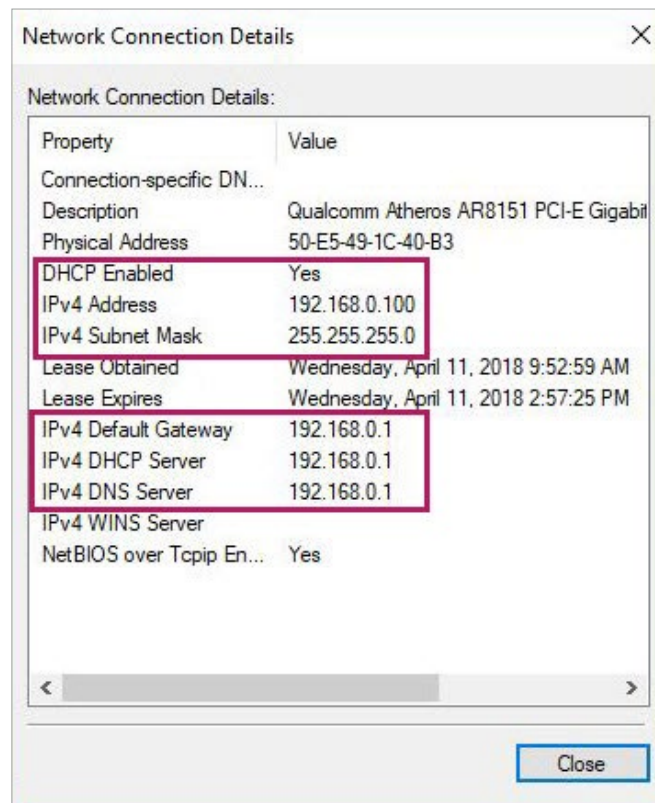 Network Connection Details
Network Connection Details:
Property Value
Connection-specific DN...
Description Qualcomm Atheros AR8151 PCI-E Gigabit
Physical Address 50-E5-49-1C-40-B3
DHCP Enabled Yes
IPv4 Address 192.168.0.100
IPv4 Subnet Mask 255.255.255.0
Lease Obtained Wednesday, April 11, 2018 9:52:59 AM
Lease Expires Wednesday, April 11, 2018 2:57:25 PM
IPv4 Default Gateway 192.168.0.1
IPv4 DHCP Server 192.168.0.1
IPv4 DNS Server 192.168.0.1
IPv4 WINS Server
NetBIOS over Tcpip En... Yes
Close